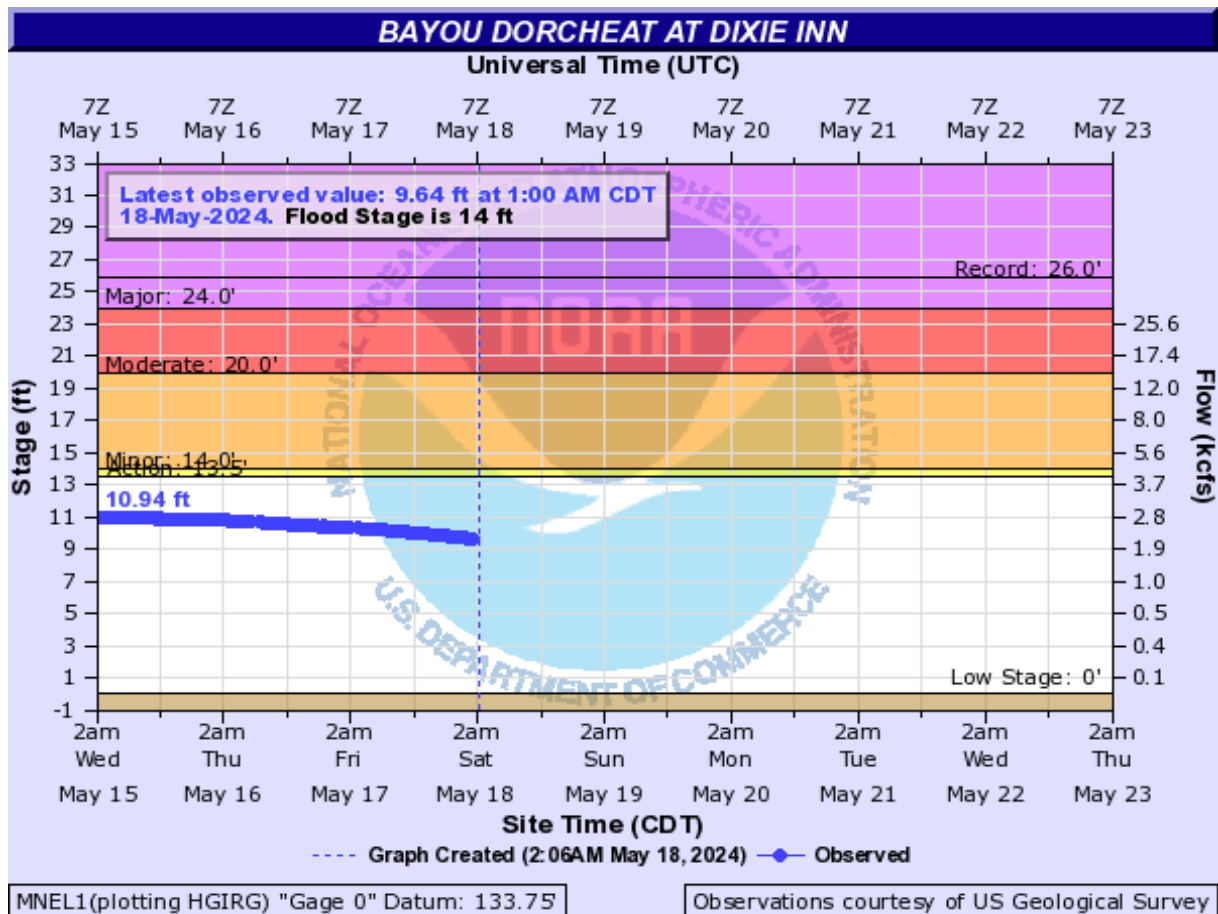 BAYOU DORCHEAT AT DIXIE INN
Universal Time (UTC)
7Z 7Z 7Z 7Z 7Z 7Z 7Z 7Z 7Z
May 15 May 16 May 17 May 18 May 19 May 20 May 21 May 22 May 23
Latest observed value: 9.64 ft at 1:00 AM CDT
18-May-2024. Flood Stage is 14 ft
Record: 26.0'
Major: 24.0'
Moderate: 20.0'
Minor: 14.0'
Action: 13.5'
10.94 ft
Low Stage: 0'
Stage (ft)
33
31
29
27
25
23
21
19
17
15
13
11
9
7
5
3
1
-1
Flow (kcfs)
25.6
17.4
12.0
8.0
5.6
3.7
2.8
1.9
1.0
0.5
0.4
0.1
NATIONAL OCEANIC AND ATMOSPHERIC ADMINISTRATION
NOAA
U.S. DEPARTMENT OF COMMERCE
2am 2am 2am 2am 2am 2am 2am 2am 2am
Wed Thu Fri Sat Sun Mon Tue Wed Thu
May 15 May 16 May 17 May 18 May 19 May 20 May 21 May 22 May 23
Site Time (CDT)
Graph Created (2:06AM May 18, 2024) Observed
MNEL1(plotting HGIRG) "Gage 0" Datum: 133.75'
Observations courtesy of US Geological Survey